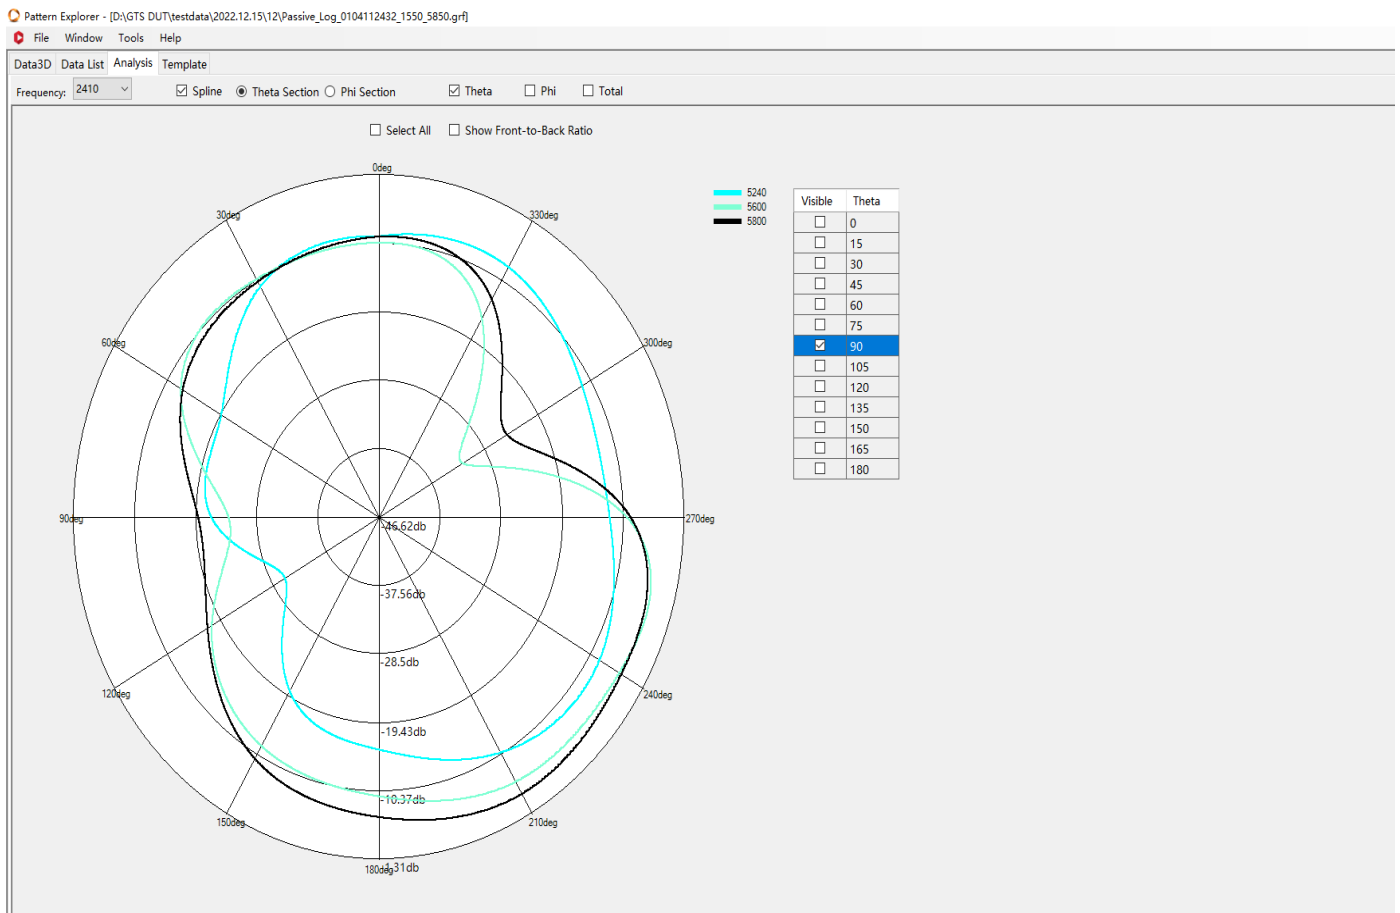 Pattern Explorer - [D:\GTS DUT\testdata\2022.12.15\12\Passive_Log_0104112432_1550_5850.grf]
File Window Tools Help
Data3D Data List Analysis Template
Frequency: 2410 Spline Theta Section Phi Section Theta Phi Total
Select All Show Front-to-Back Ratio
0deg
30deg
330deg
60deg
300deg
90deg
270deg
120deg
240deg
150deg
210deg
180deg
-46.62db
-37.56db
-28.5db
-19.43db
-10.37db
-1.31db
5240
5600
5800
Visible Theta
0
15
30
45
60
75
90
105
120
135
150
165
180